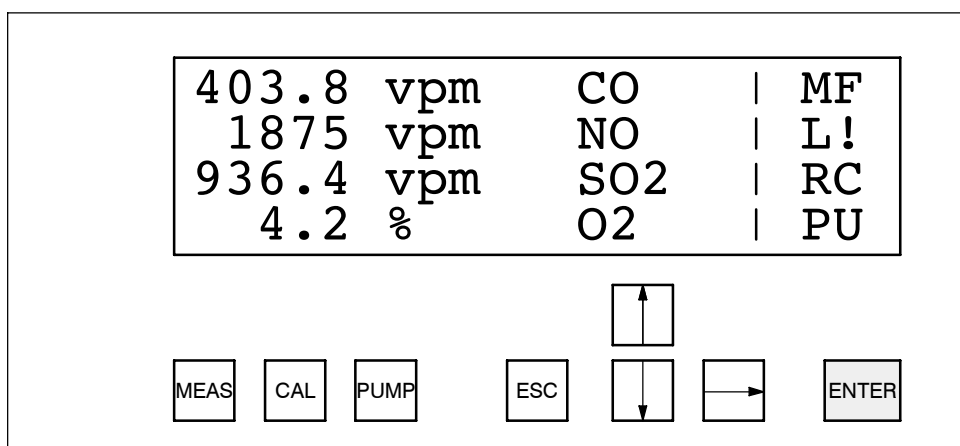 403.8 vpm CO | MF
1875 vpm NO | L!
936.4 vpm SO2 | RC
4.2 % O2 | PU
MEAS CAL PUMP ESC ENTER